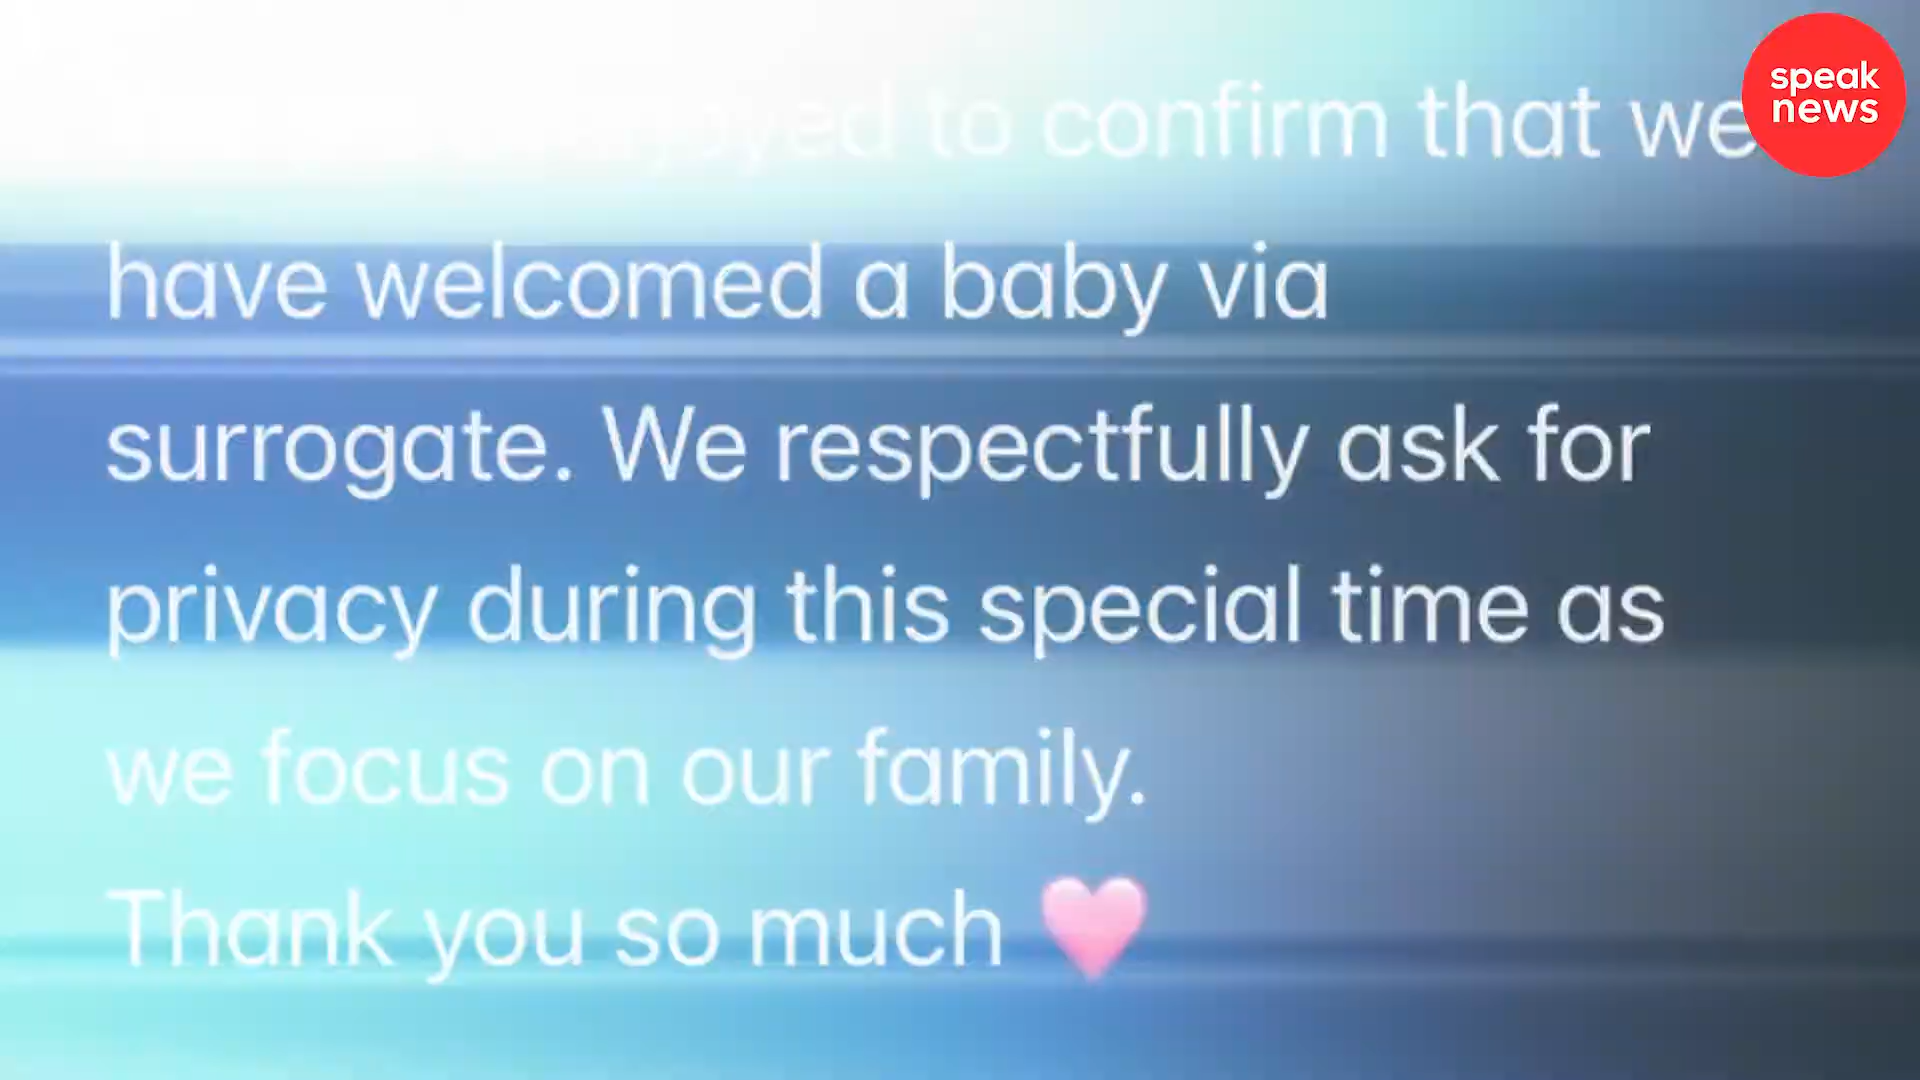 to confirm that we
have welcomed a baby via
surrogate. We respectfully ask for
privacy during this special time as
we focus on our family.
Thank you so much 🩷
speak
news